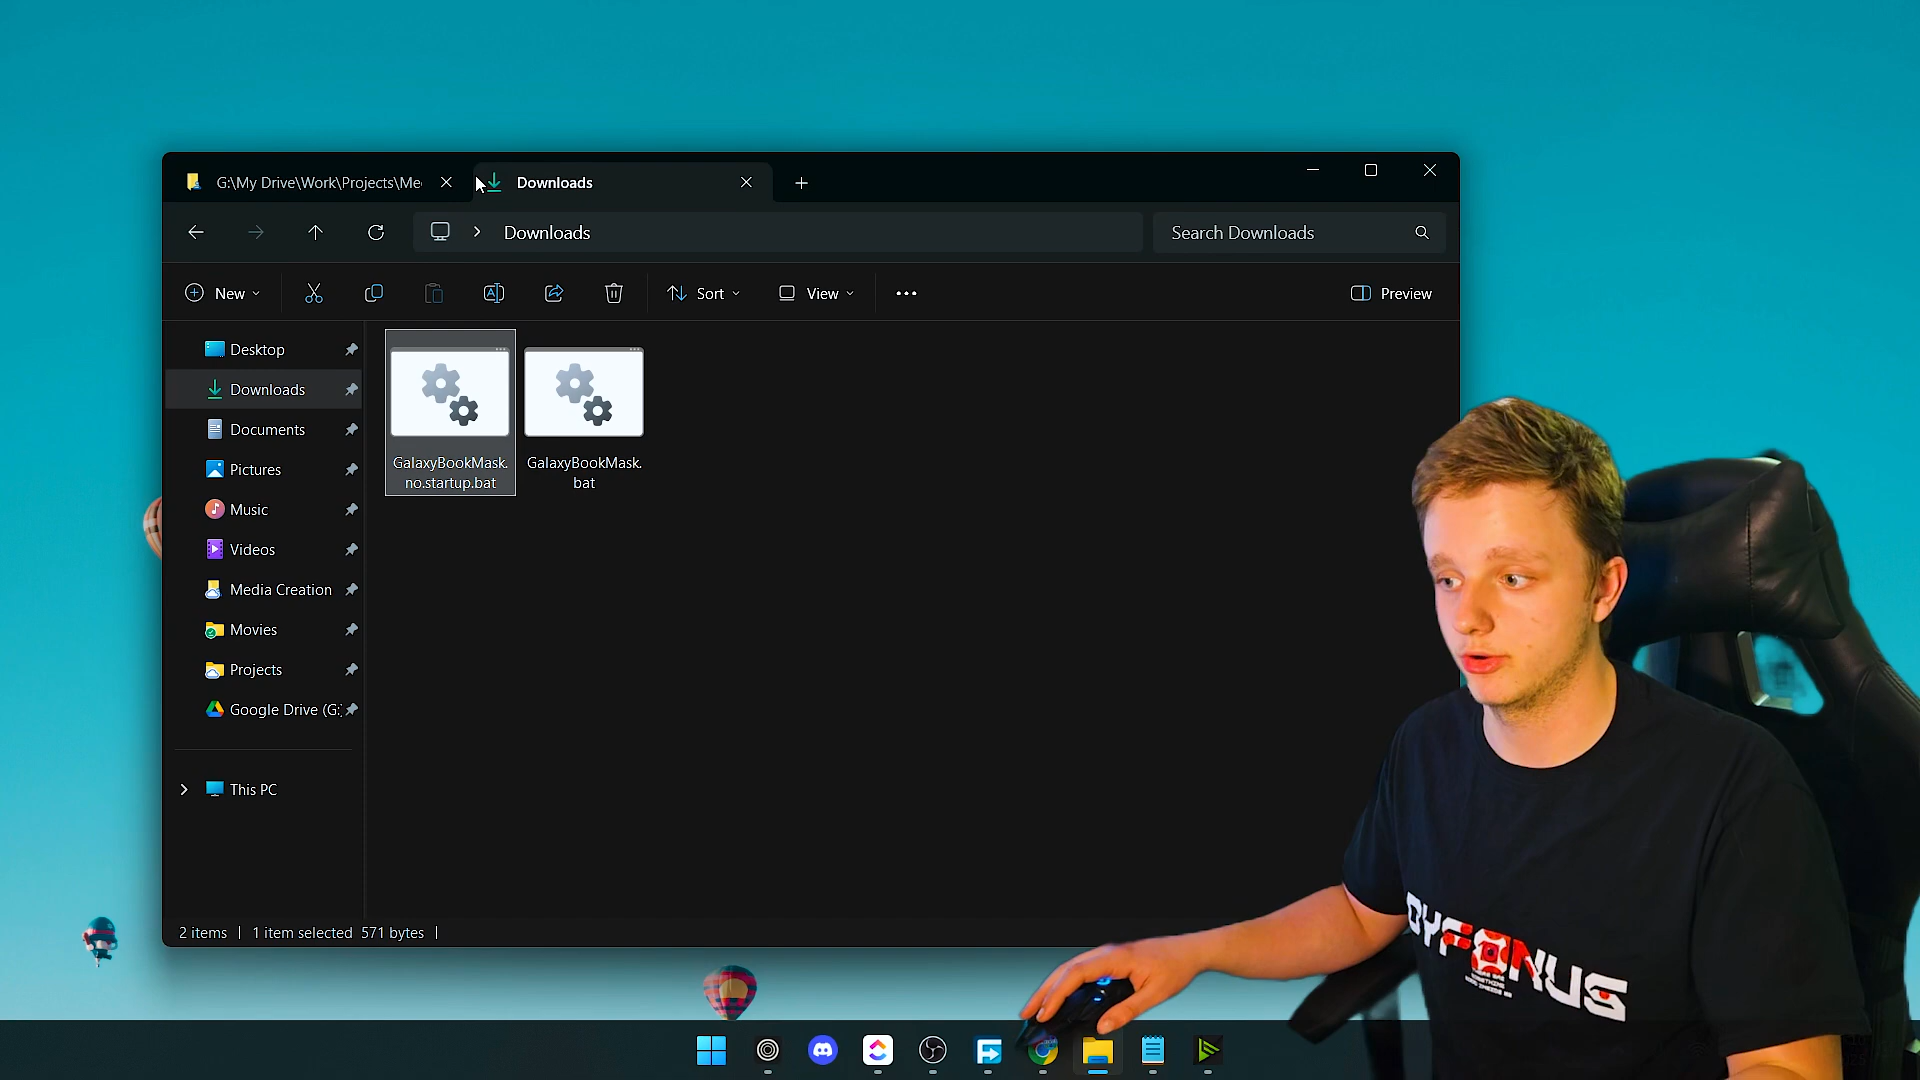 G:\My Drive\Work\Projects\Me
Downloads
Downloads
Search Downloads
New
Sort
View
Preview
Desktop
Downloads
Documents
Pictures
Music
Videos
Media Creation
Movies
Projects
Google Drive (G:
This PC
GalaxyBookMask.
no.startup.bat
GalaxyBookMask.
bat
2 items
1 item selected 571 bytes